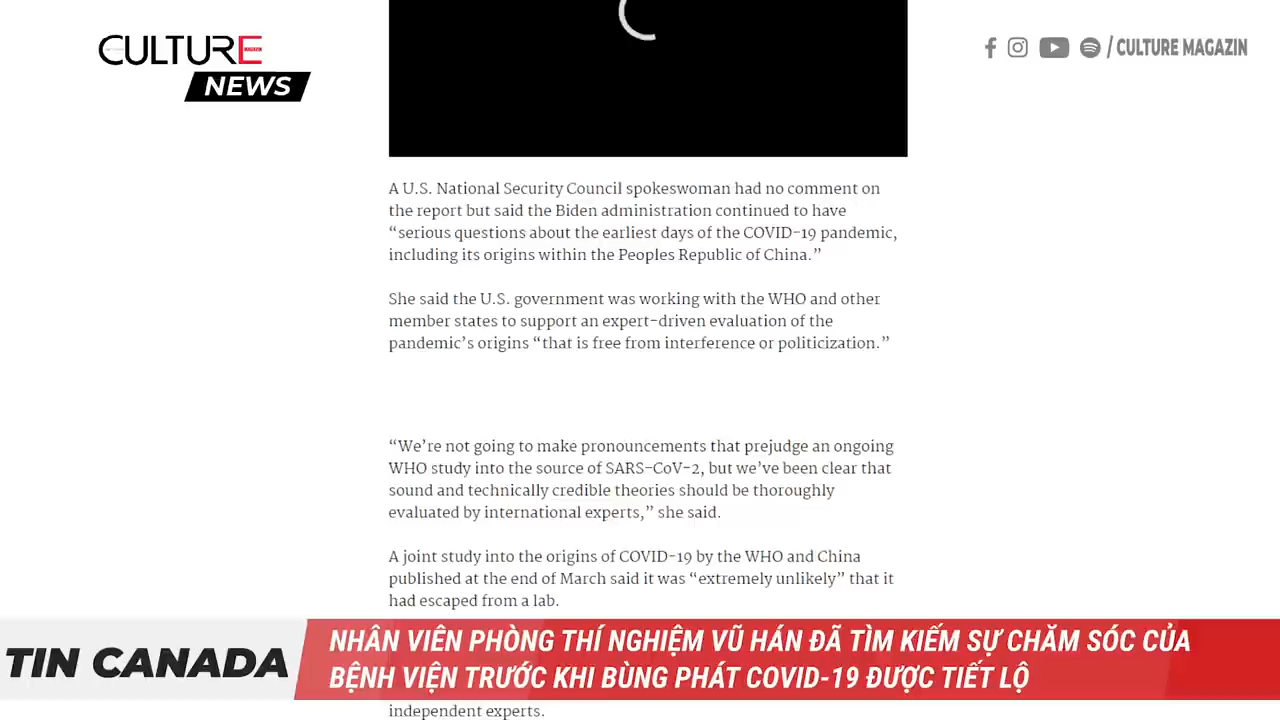 CULTURE
NEWS
/ CULTURE MAGAZIN
A U.S. National Security Council spokeswoman had no comment on
the report but said the Biden administration continued to have
“serious questions about the earliest days of the COVID-19 pandemic,
including its origins within the Peoples Republic of China.”
She said the U.S. government was working with the WHO and other
member states to support an expert-driven evaluation of the
pandemic’s origins “that is free from interference or politicization.”
“We’re not going to make pronouncements that prejudge an ongoing
WHO study into the source of SARS-CoV-2, but we’ve been clear that
sound and technically credible theories should be thoroughly
evaluated by international experts,” she said.
A joint study into the origins of COVID-19 by the WHO and China
published at the end of March said it was “extremely unlikely” that it
had escaped from a lab.
TIN CANADA
NHÂN VIÊN PHÒNG THÍ NGHIỆM VŨ HÁN ĐÃ TÌM KIẾM SỰ CHĂM SÓC CỦA
BỆNH VIỆN TRƯỚC KHI BÙNG PHÁT COVID-19 ĐƯỢC TIẾT LỘ
independent experts.